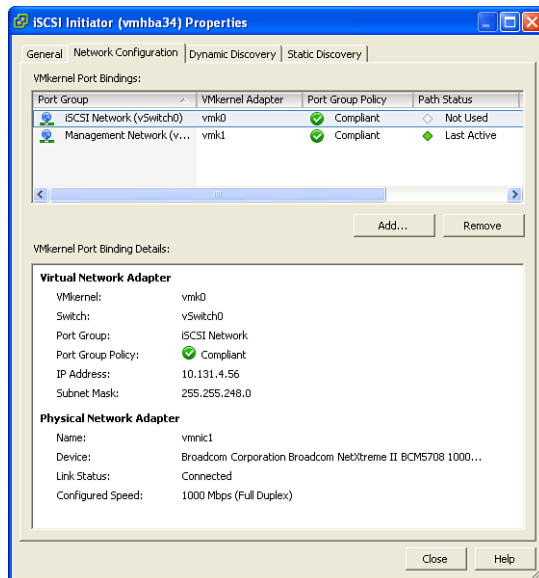 iSCSI Initiator (vmhba34) Properties
General Network Configuration Dynamic Discovery Static Discovery
VMkernel Port Bindings:
Port Group VMkernel Adapter Port Group Policy Path Status
iSCSI Network (vSwitch0) vmk0 Compliant Not Used
Management Network (v... vmk1 Compliant Last Active
Add... Remove
VMkernel Port Binding Details:
Virtual Network Adapter
VMkernel: vmk0
Switch: vSwitch0
Port Group: iSCSI Network
Port Group Policy: Compliant
IP Address: 10.131.4.56
Subnet Mask: 255.255.248.0
Physical Network Adapter
Name: vmnic1
Device: Broadcom Corporation Broadcom NetXtreme II BCM5708 1000...
Link Status: Connected
Configured Speed: 1000 Mbps (Full Duplex)
Close Help